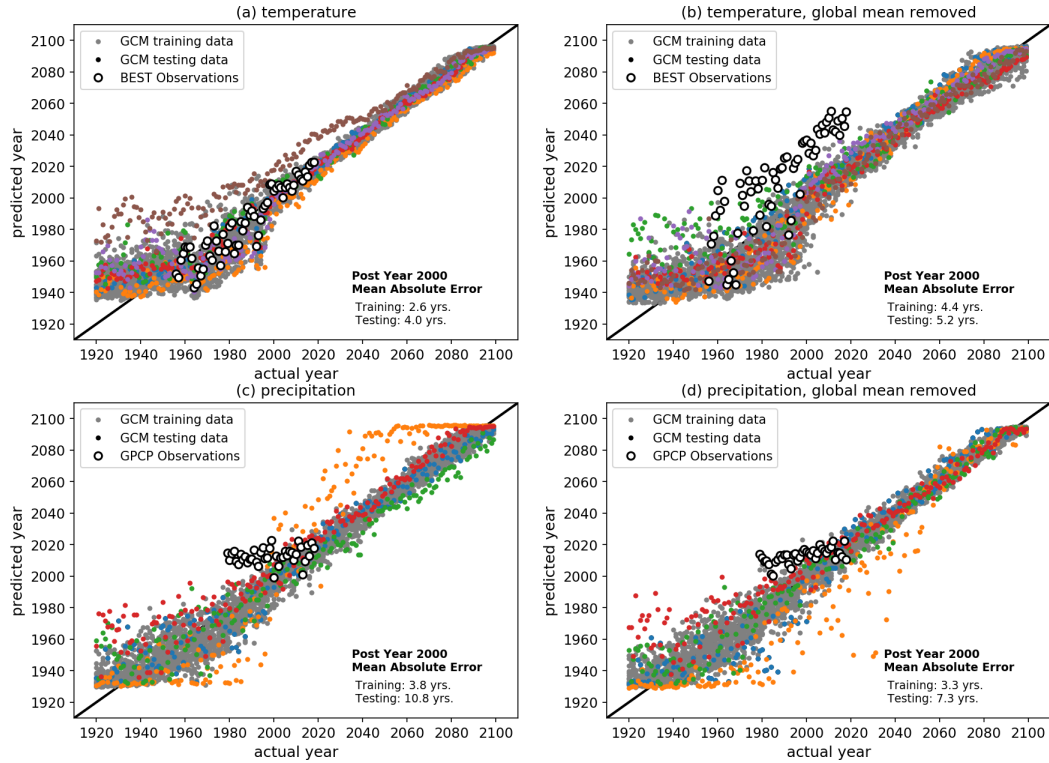 (a) temperature
GCM training data
GCM testing data
BEST Observations
2100
2080
2060
2040
2020
2000
1980
1960
1940
1920
predicted year
Post Year 2000
Mean Absolute Error
Training: 2.6 yrs.
Testing: 4.0 yrs.
1920 1940 1960 1980 2000 2020 2040 2060 2080 2100
actual year
(b) temperature, global mean removed
GCM training data
GCM testing data
BEST Observations
2100
2080
2060
2040
2020
2000
1980
1960
1940
1920
predicted year
Post Year 2000
Mean Absolute Error
Training: 4.4 yrs.
Testing: 5.2 yrs.
1920 1940 1960 1980 2000 2020 2040 2060 2080 2100
actual year
(c) precipitation
GCM training data
GCM testing data
GPCP Observations
2100
2080
2060
2040
2020
2000
1980
1960
1940
1920
predicted year
Post Year 2000
Mean Absolute Error
Training: 3.8 yrs.
Testing: 10.8 yrs.
1920 1940 1960 1980 2000 2020 2040 2060 2080 2100
actual year
(d) precipitation, global mean removed
GCM training data
GCM testing data
GPCP Observations
2100
2080
2060
2040
2020
2000
1980
1960
1940
1920
predicted year
Post Year 2000
Mean Absolute Error
Training: 3.3 yrs.
Testing: 7.3 yrs.
1920 1940 1960 1980 2000 2020 2040 2060 2080 2100
actual year